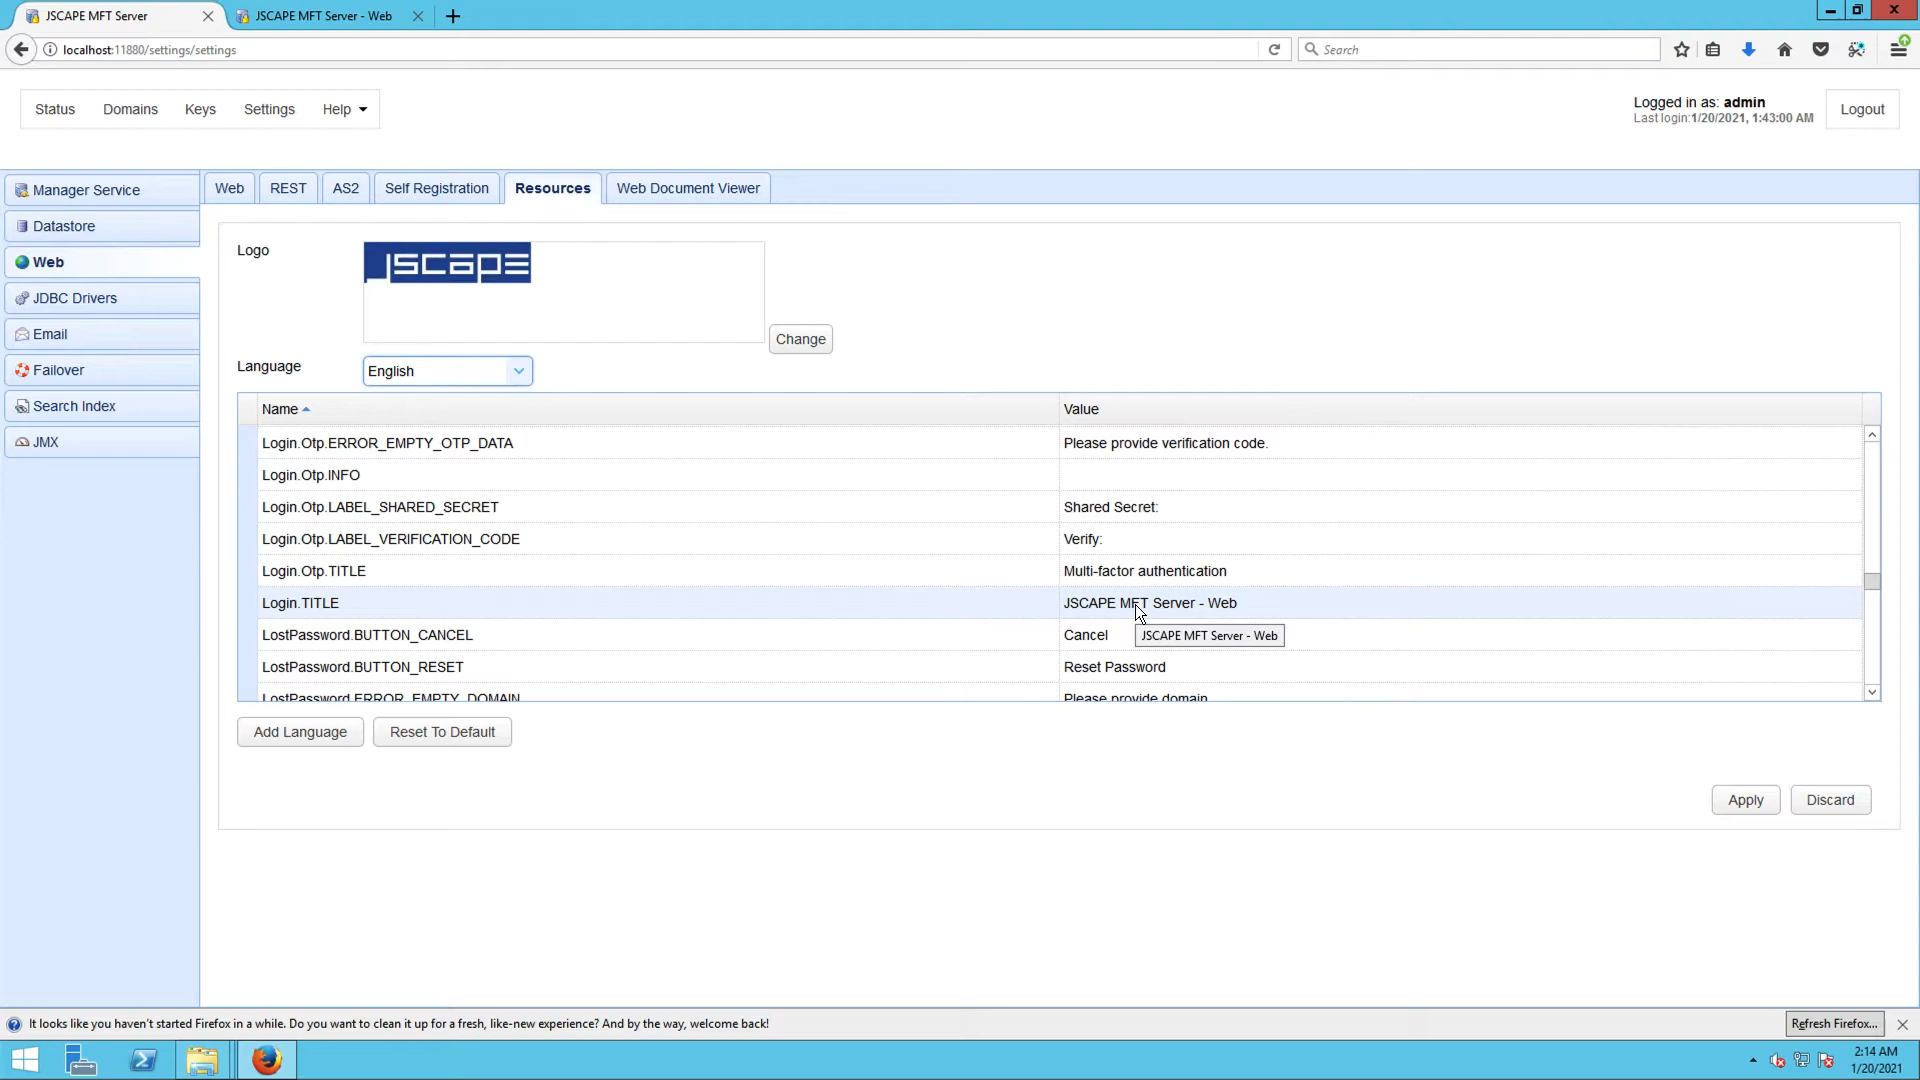 JSCAPE MFT Server
JSCAPE MFT Server - Web
localhost:11880/settings/settings
Search
Status
Domains
Keys
Settings
Help
Logged in as: admin
Last login:1/20/2021, 1:43:00 AM
Logout
Manager Service
Datastore
Web
JDBC Drivers
Email
Failover
Search Index
JMX
Web
REST
AS2
Self Registration
Resources
Web Document Viewer
Logo
jscape
Change
Language
English
Name
Value
Login.Otp.ERROR_EMPTY_OTP_DATA
Please provide verification code.
Login.Otp.INFO
Login.Otp.LABEL_SHARED_SECRET
Shared Secret:
Login.Otp.LABEL_VERIFICATION_CODE
Verify:
Login.Otp.TITLE
Multi-factor authentication
Login.TITLE
JSCAPE MFT Server - Web
LostPassword.BUTTON_CANCEL
Cancel
JSCAPE MFT Server - Web
LostPassword.BUTTON_RESET
Reset Password
LostPassword.ERROR_EMPTY_DOMAIN
Please provide domain
Add Language
Reset To Default
Apply
Discard
It looks like you haven't started Firefox in a while. Do you want to clean it up for a fresh, like-new experience? And by the way, welcome back!
Refresh Firefox...
2:14 AM
1/20/2021